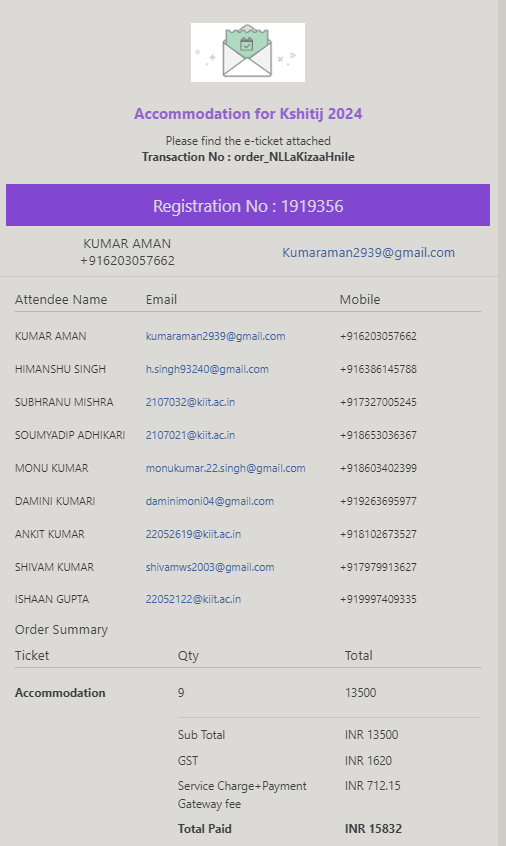 Accommodation for Kshitij 2024
Please find the e-ticket attached
Transaction No : order_NLLaKizaaHnile
Registration No : 1919356
KUMAR AMAN
+916203057662
Kumaraman2939@gmail.com
Attendee Name Email Mobile
KUMAR AMAN kumaraman2939@gmail.com +916203057662
HIMANSHU SINGH h.singh93240@gmail.com +916386145788
SUBHRANU MISHRA 2107032@kiit.ac.in +917327005245
SOUMYADIP ADHIKARI 2107021@kiit.ac.in +918653036367
MONU KUMAR monukumar.22.singh@gmail.com +918603402399
DAMINI KUMARI daminimoni04@gmail.com +919263695977
ANKIT KUMAR 22052619@kiit.ac.in +918102673527
SHIVAM KUMAR shivamws2003@gmail.com +917979913627
ISHAAN GUPTA 22052122@kiit.ac.in +919997409335
Order Summary
Ticket Qty Total
Accommodation 9 13500
Sub Total INR 13500
GST INR 1620
Service Charge+Payment INR 712.15
Gateway fee
Total Paid INR 15832